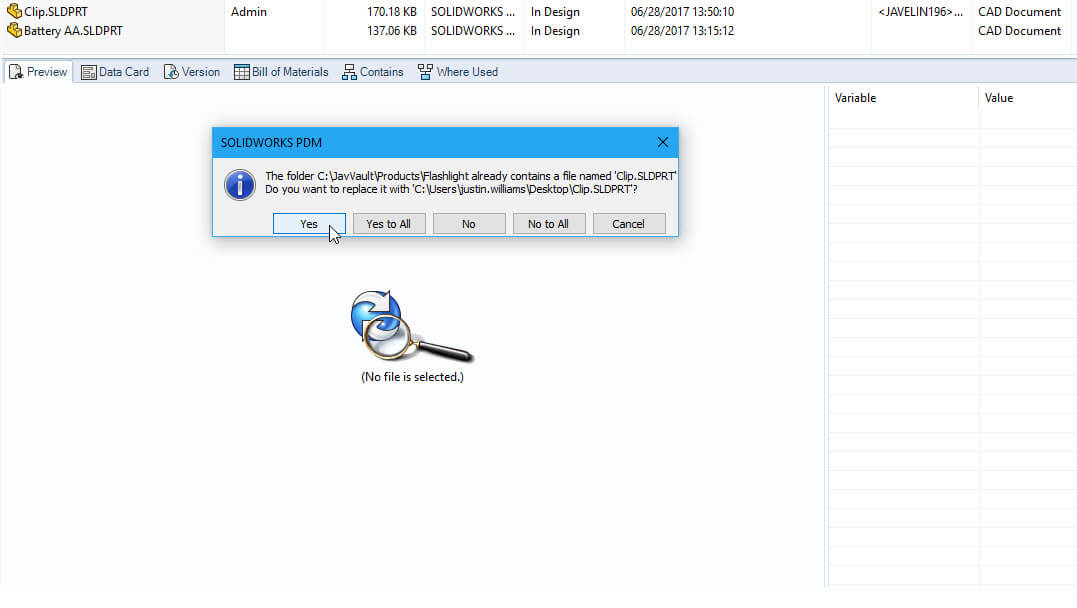 Clip.SLDPRT Admin 170.18 KB SOLIDWORKS ... In Design 06/28/2017 13:50:10 <JAVELIN196>... CAD Document
Battery AA.SLDPRT 137.06 KB SOLIDWORKS ... In Design 06/28/2017 13:15:12 CAD Document
Preview Data Card Version Bill of Materials Contains Where Used
Variable Value
SOLIDWORKS PDM
The folder C:\JavVault\Products\Flashlight already contains a file named 'Clip.SLDPRT'
Do you want to replace it with 'C:\Users\justin.williams\Desktop\Clip.SLDPRT'?
Yes Yes to All No No to All Cancel
(No file is selected.)